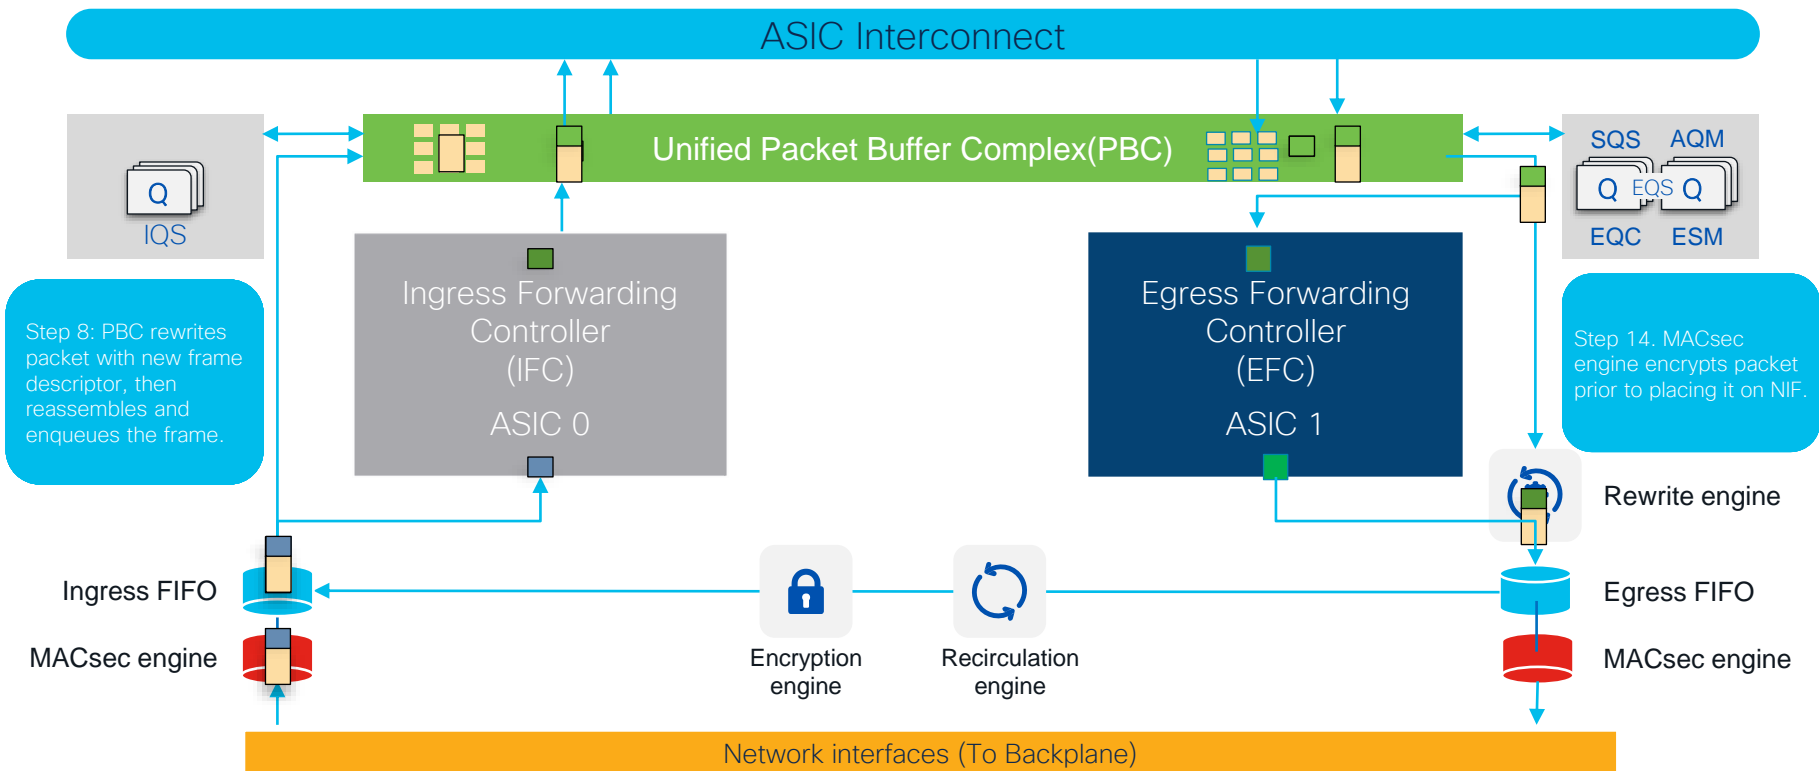 ASIC Interconnect
Unified Packet Buffer Complex(PBC)
Q
IQS
SQS AQM
Q EQS Q
EQC ESM
Step 8: PBC rewrites
packet with new frame
descriptor, then
reassembles and
enqueues the frame.
Ingress Forwarding
Controller
(IFC)
ASIC 0
Egress Forwarding
Controller
(EFC)
ASIC 1
Step 14. MACsec
engine encrypts packet
prior to placing it on NIF.
Rewrite engine
Ingress FIFO
Egress FIFO
MACsec engine
Encryption
engine
Recirculation
engine
MACsec engine
Network interfaces (To Backplane)